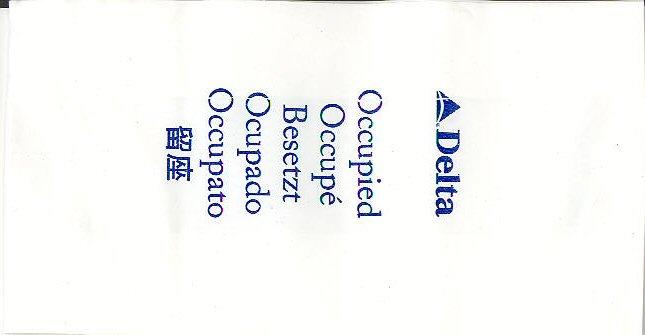 Delta
Occupied
Occupé
Besetzt
Ocupado
Occupato
留座